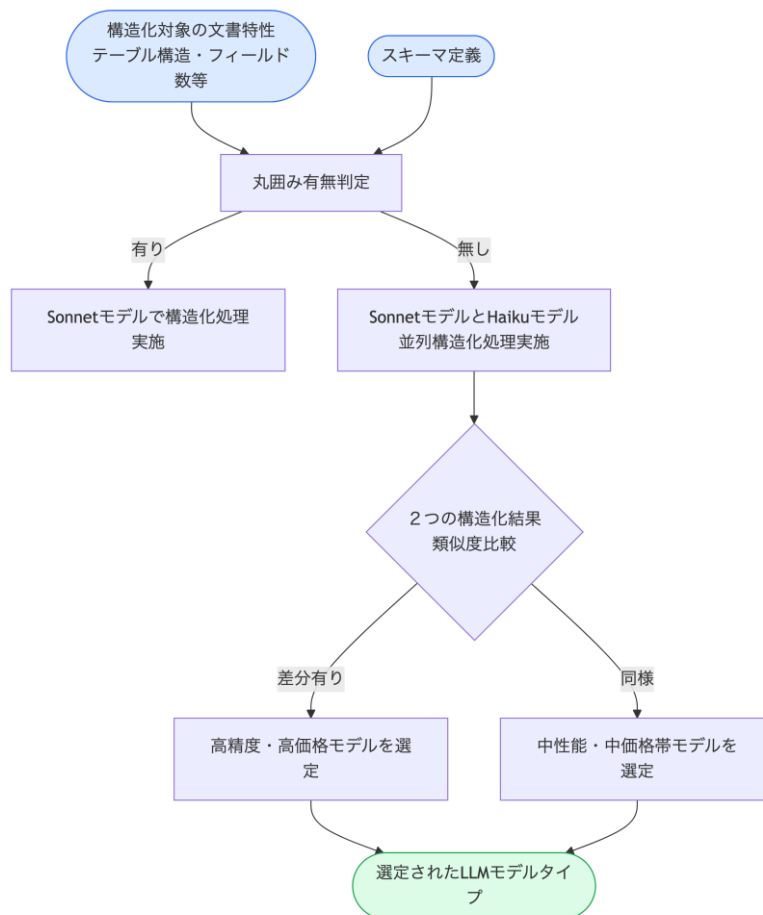 構造化対象の文書特性
テーブル構造・フィールド
数等
スキーマ定義
丸囲み有無判定
有り
無し
Sonnetモデルで構造化処理
実施
SonnetモデルとHaikuモデル
並列構造化処理実施
２つの構造化結果
類似度比較
差分有り
同様
高精度・高価格モデルを選
定
中性能・中価格帯モデルを
選定
選定されたLLMモデルタイ
プ